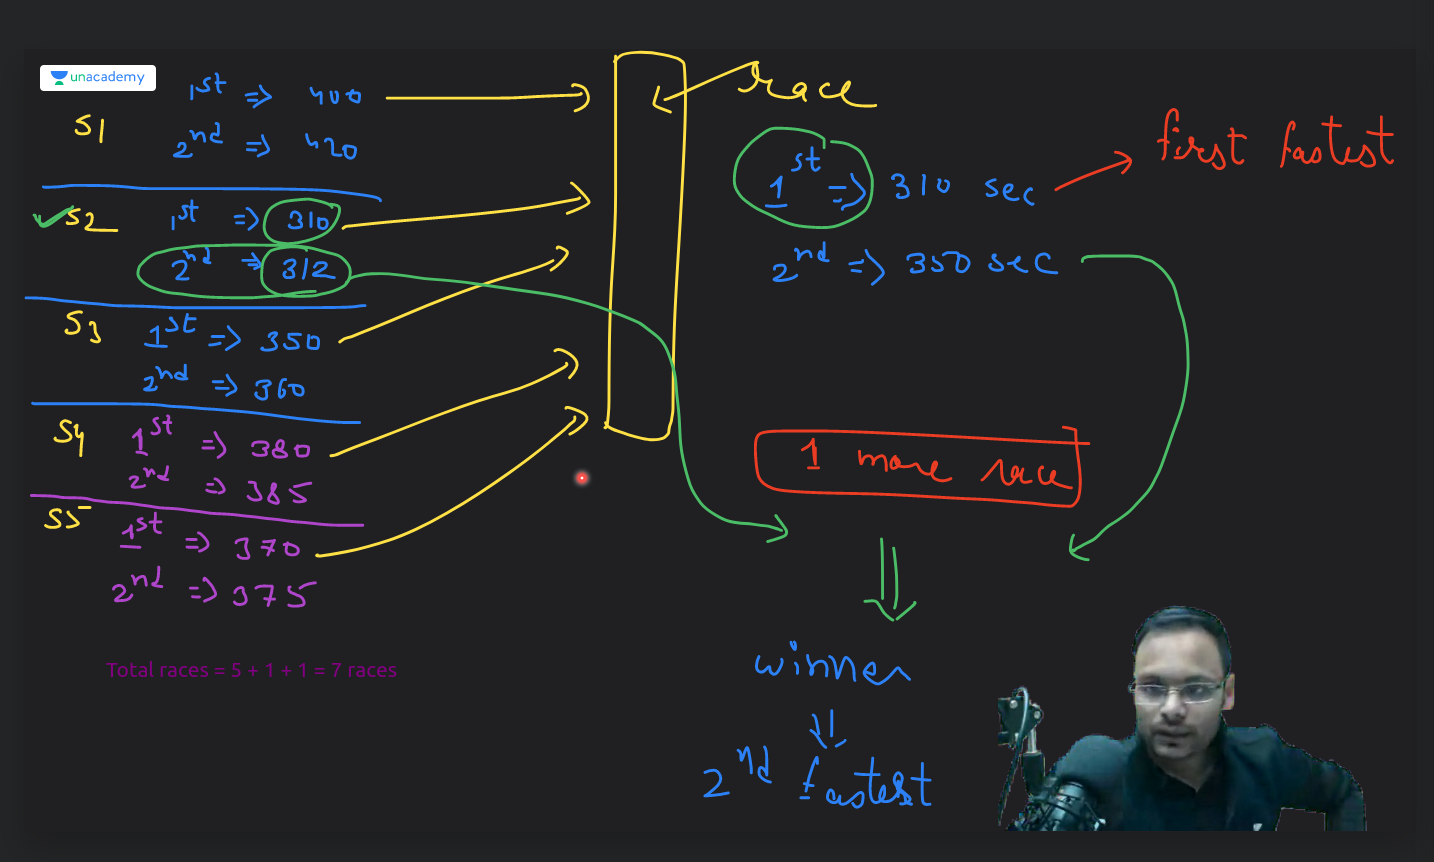 unacademy
S1
1st => 400
2nd => 420
S2
1st => 310
2nd => 312
S3
1st => 350
2nd => 360
S4
1st => 380
2nd => 385
S5
1st => 370
2nd => 375
Total races = 5 + 1 + 1 = 7 races
race
1st => 310 sec
first fastest
2nd => 350 sec
1 more race
winner
2nd fastest